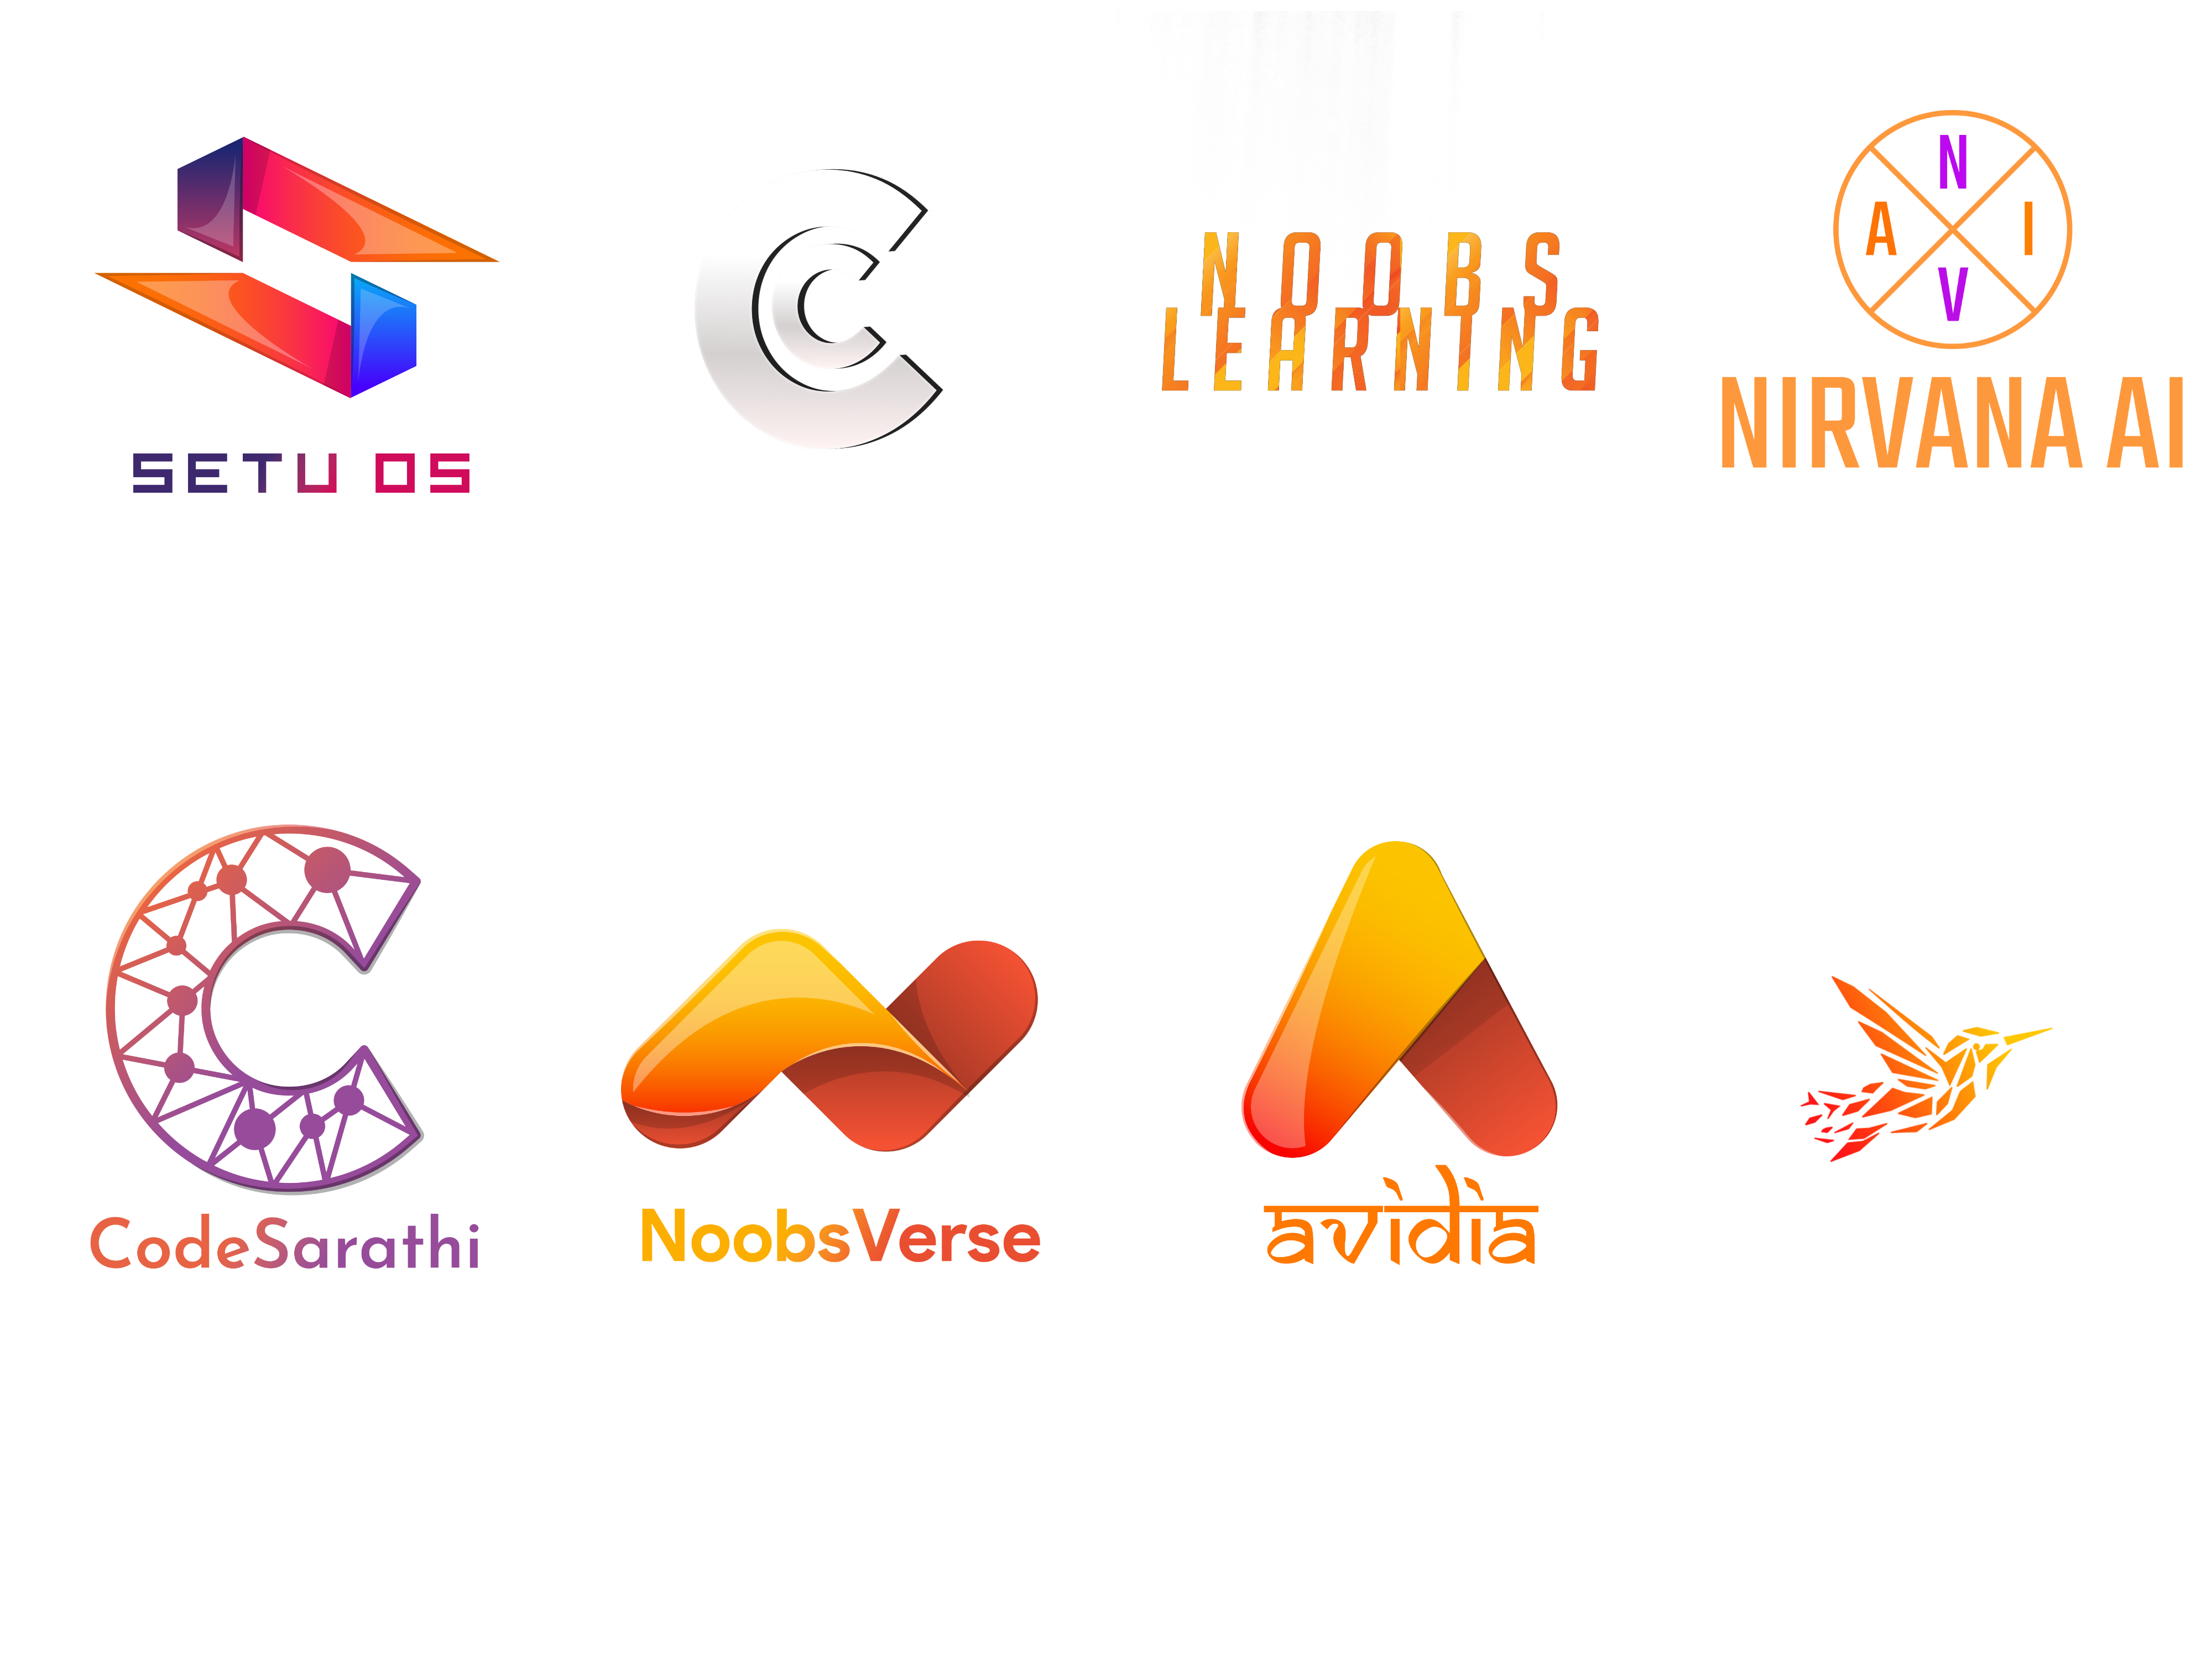 SETU OS
C
C
NOOBS
LEARNING
N
A I
V
NIRVANA AI
CodeSarathi
NoobsVerse
avidia